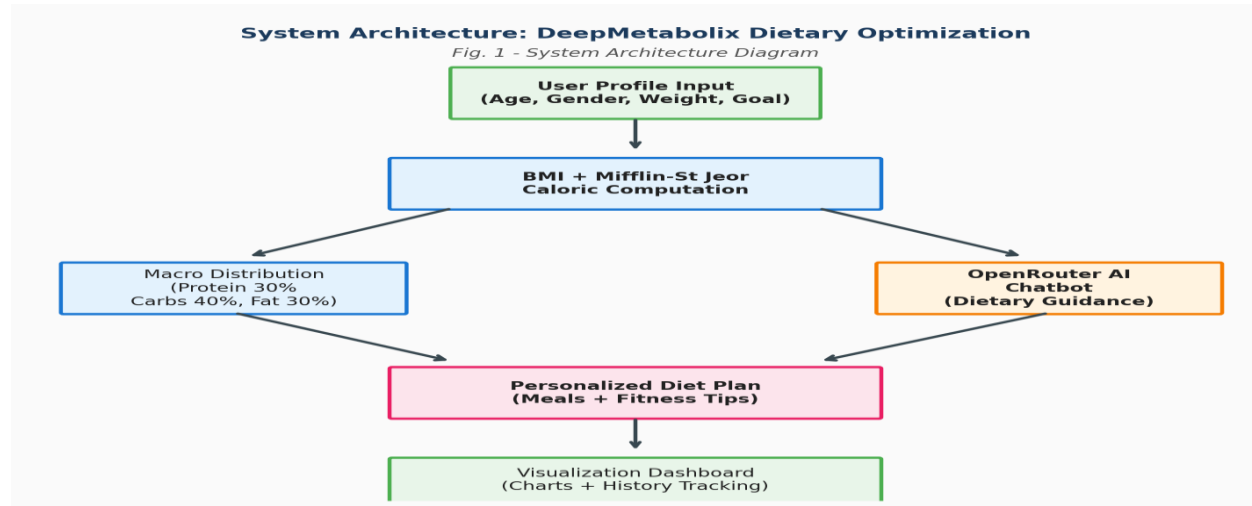 System Architecture: DeepMetabolix Dietary Optimization
Fig. 1 - System Architecture Diagram
User Profile Input
(Age, Gender, Weight, Goal)
BMI + Mifflin-St Jeor
Caloric Computation
Macro Distribution
(Protein 30%
Carbs 40%, Fat 30%)
OpenRouter AI
Chatbot
(Dietary Guidance)
Personalized Diet Plan
(Meals + Fitness Tips)
Visualization Dashboard
(Charts + History Tracking)